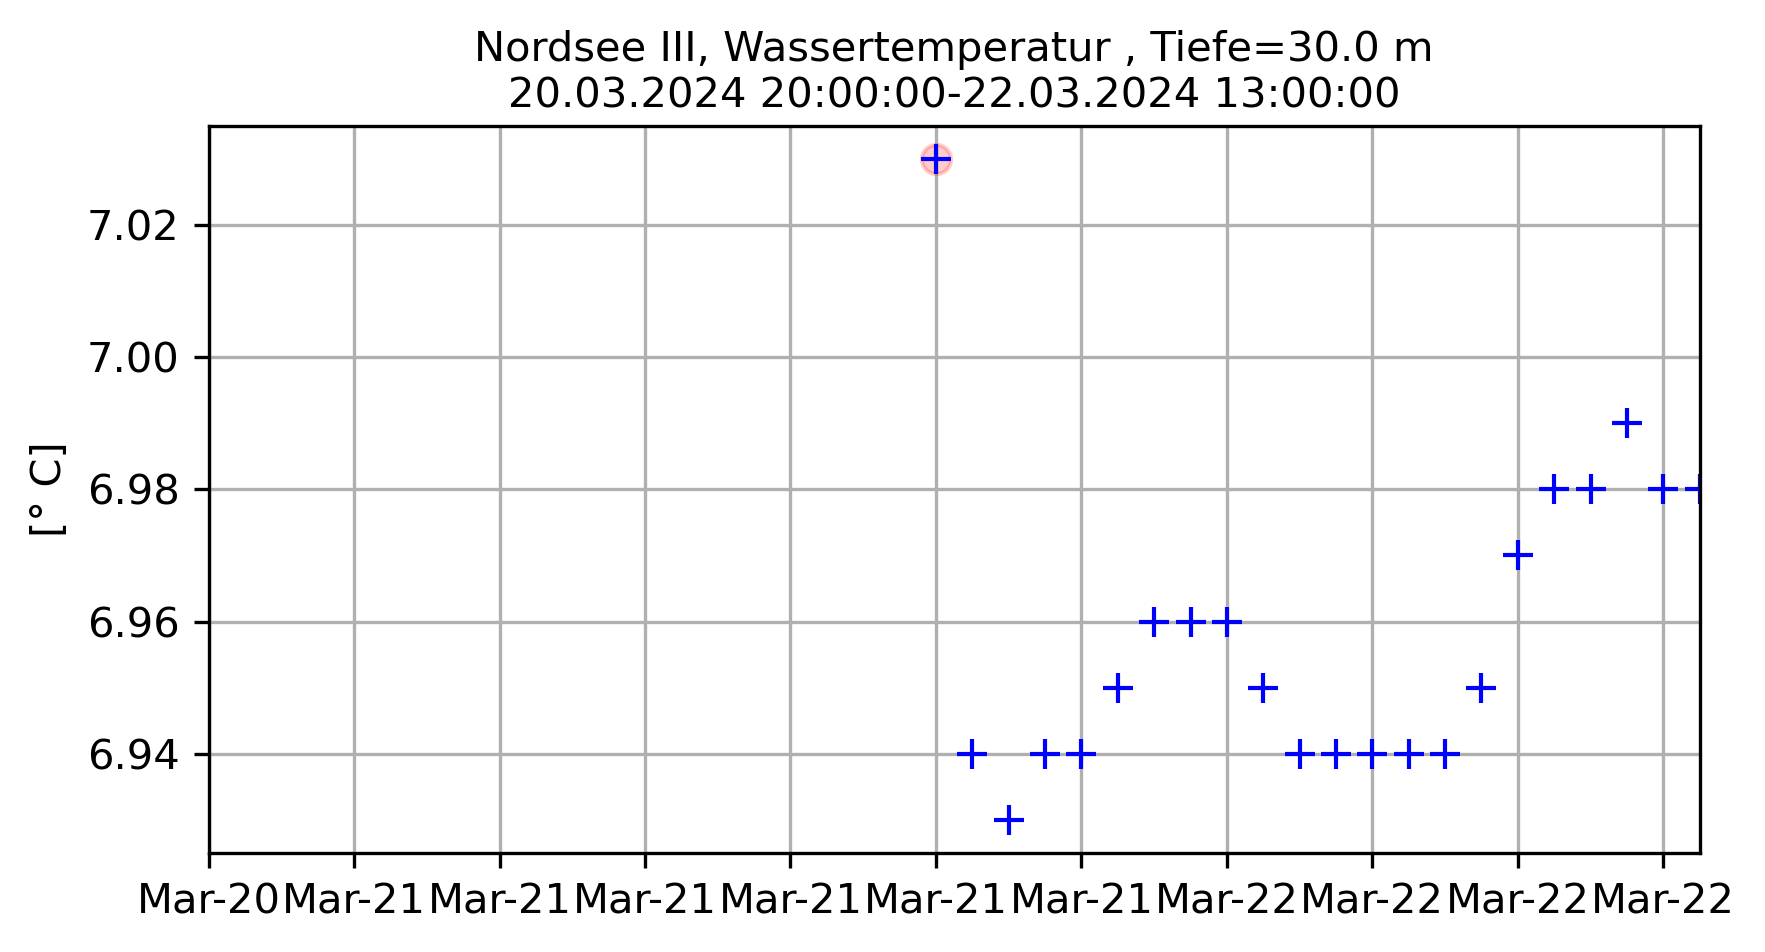 Nordsee III, Wassertemperatur , Tiefe=30.0 m
20.03.2024 20:00:00-22.03.2024 13:00:00
[° C]
7.02
7.00
6.98
6.96
6.94
Mar-20 Mar-21 Mar-21 Mar-21 Mar-21 Mar-21 Mar-21 Mar-22 Mar-22 Mar-22 Mar-22